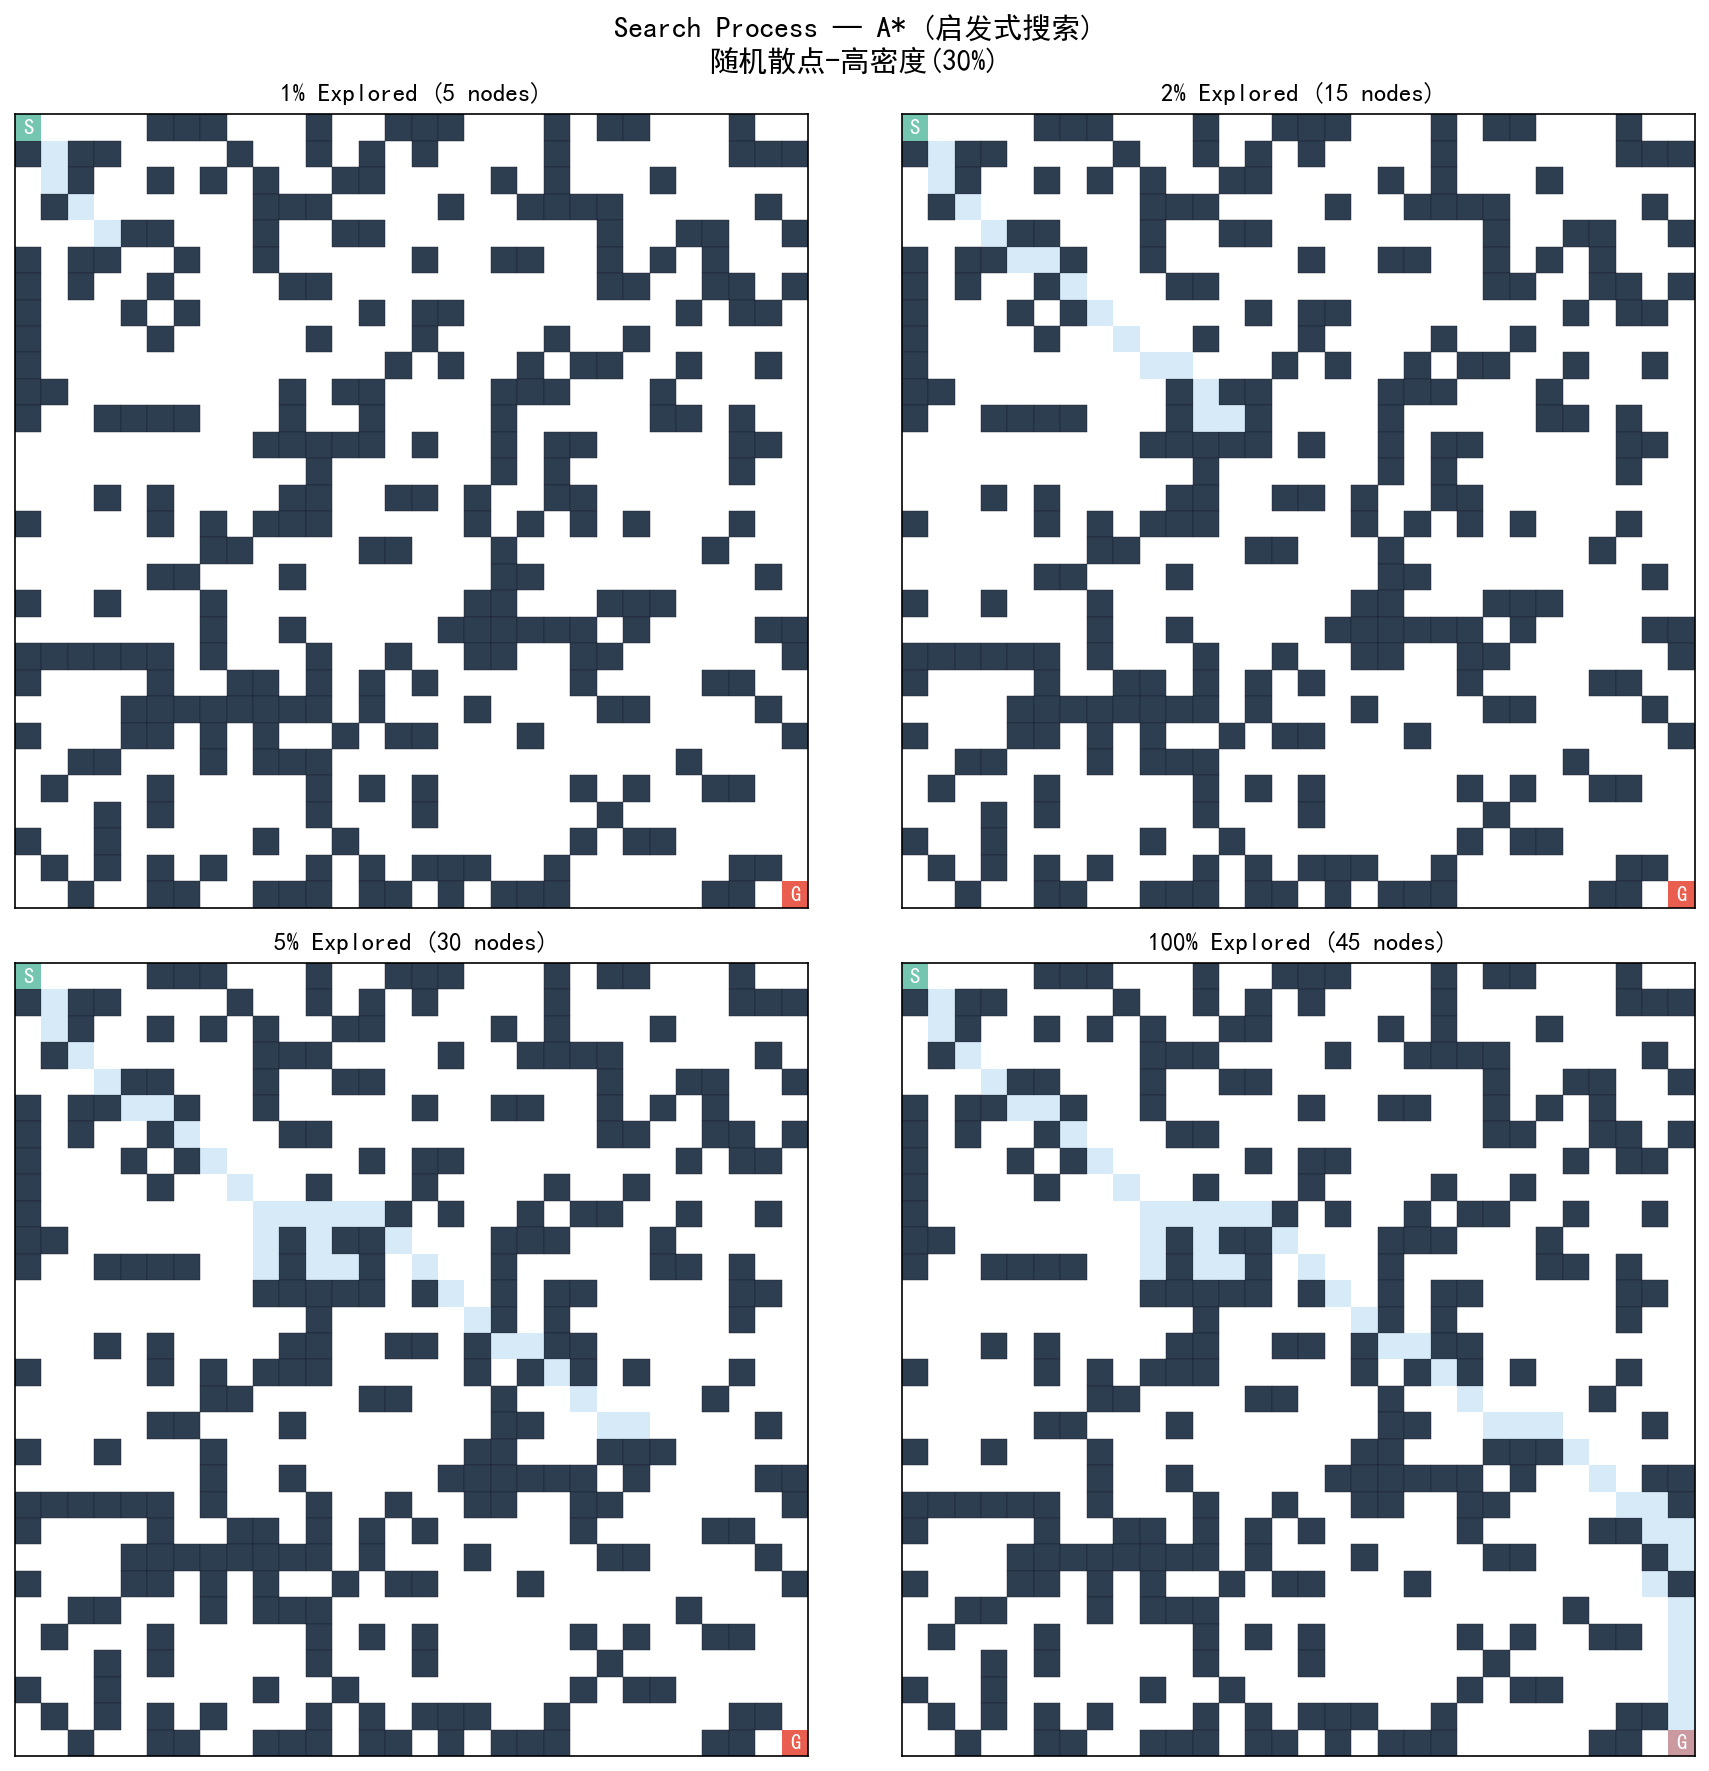 Search Process —— A* (启发式搜索)
随机散点-高密度(30%)
1% Explored (5 nodes)
2% Explored (15 nodes)
S
S
G
G
5% Explored (30 nodes)
100% Explored (45 nodes)
S
S
G
G